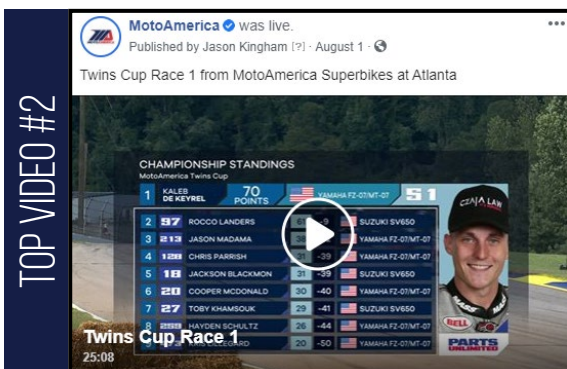 TOP VIDEO #2
MotoAmerica was live.
Published by Jason Kingham [?] · August 1 ·
Twins Cup Race 1 from MotoAmerica Superbikes at Atlanta
CHAMPIONSHIP STANDINGS
MotoAmerica Twins Cup
1 KALEB DE KEYREL 70 POINTS YAMAHA FZ-07/MT-07 51
2 97 ROCCO LANDERS 61 -9 SUZUKI SV650
3 213 JASON MADAMA 38 YAMAHA FZ-07/MT-07
4 128 CHRIS PARRISH 31 -39 YAMAHA FZ-07/MT-07
5 18 JACKSON BLACKMON 31 -39 SUZUKI SV650
6 20 COOPER MCDONALD 30 -40 YAMAHA FZ-07/MT-07
7 27 TOBY KHAMSOUK 29 -41 SUZUKI SV650
8 HAYDEN SCHULTZ 26 -44 YAMAHA FZ-07/MT-07
20 -50 YAMAHA FZ-07/MT-07
CZAJA LAW
BELL
PARTS UNLIMITED
Twins Cup Race 1
25:08